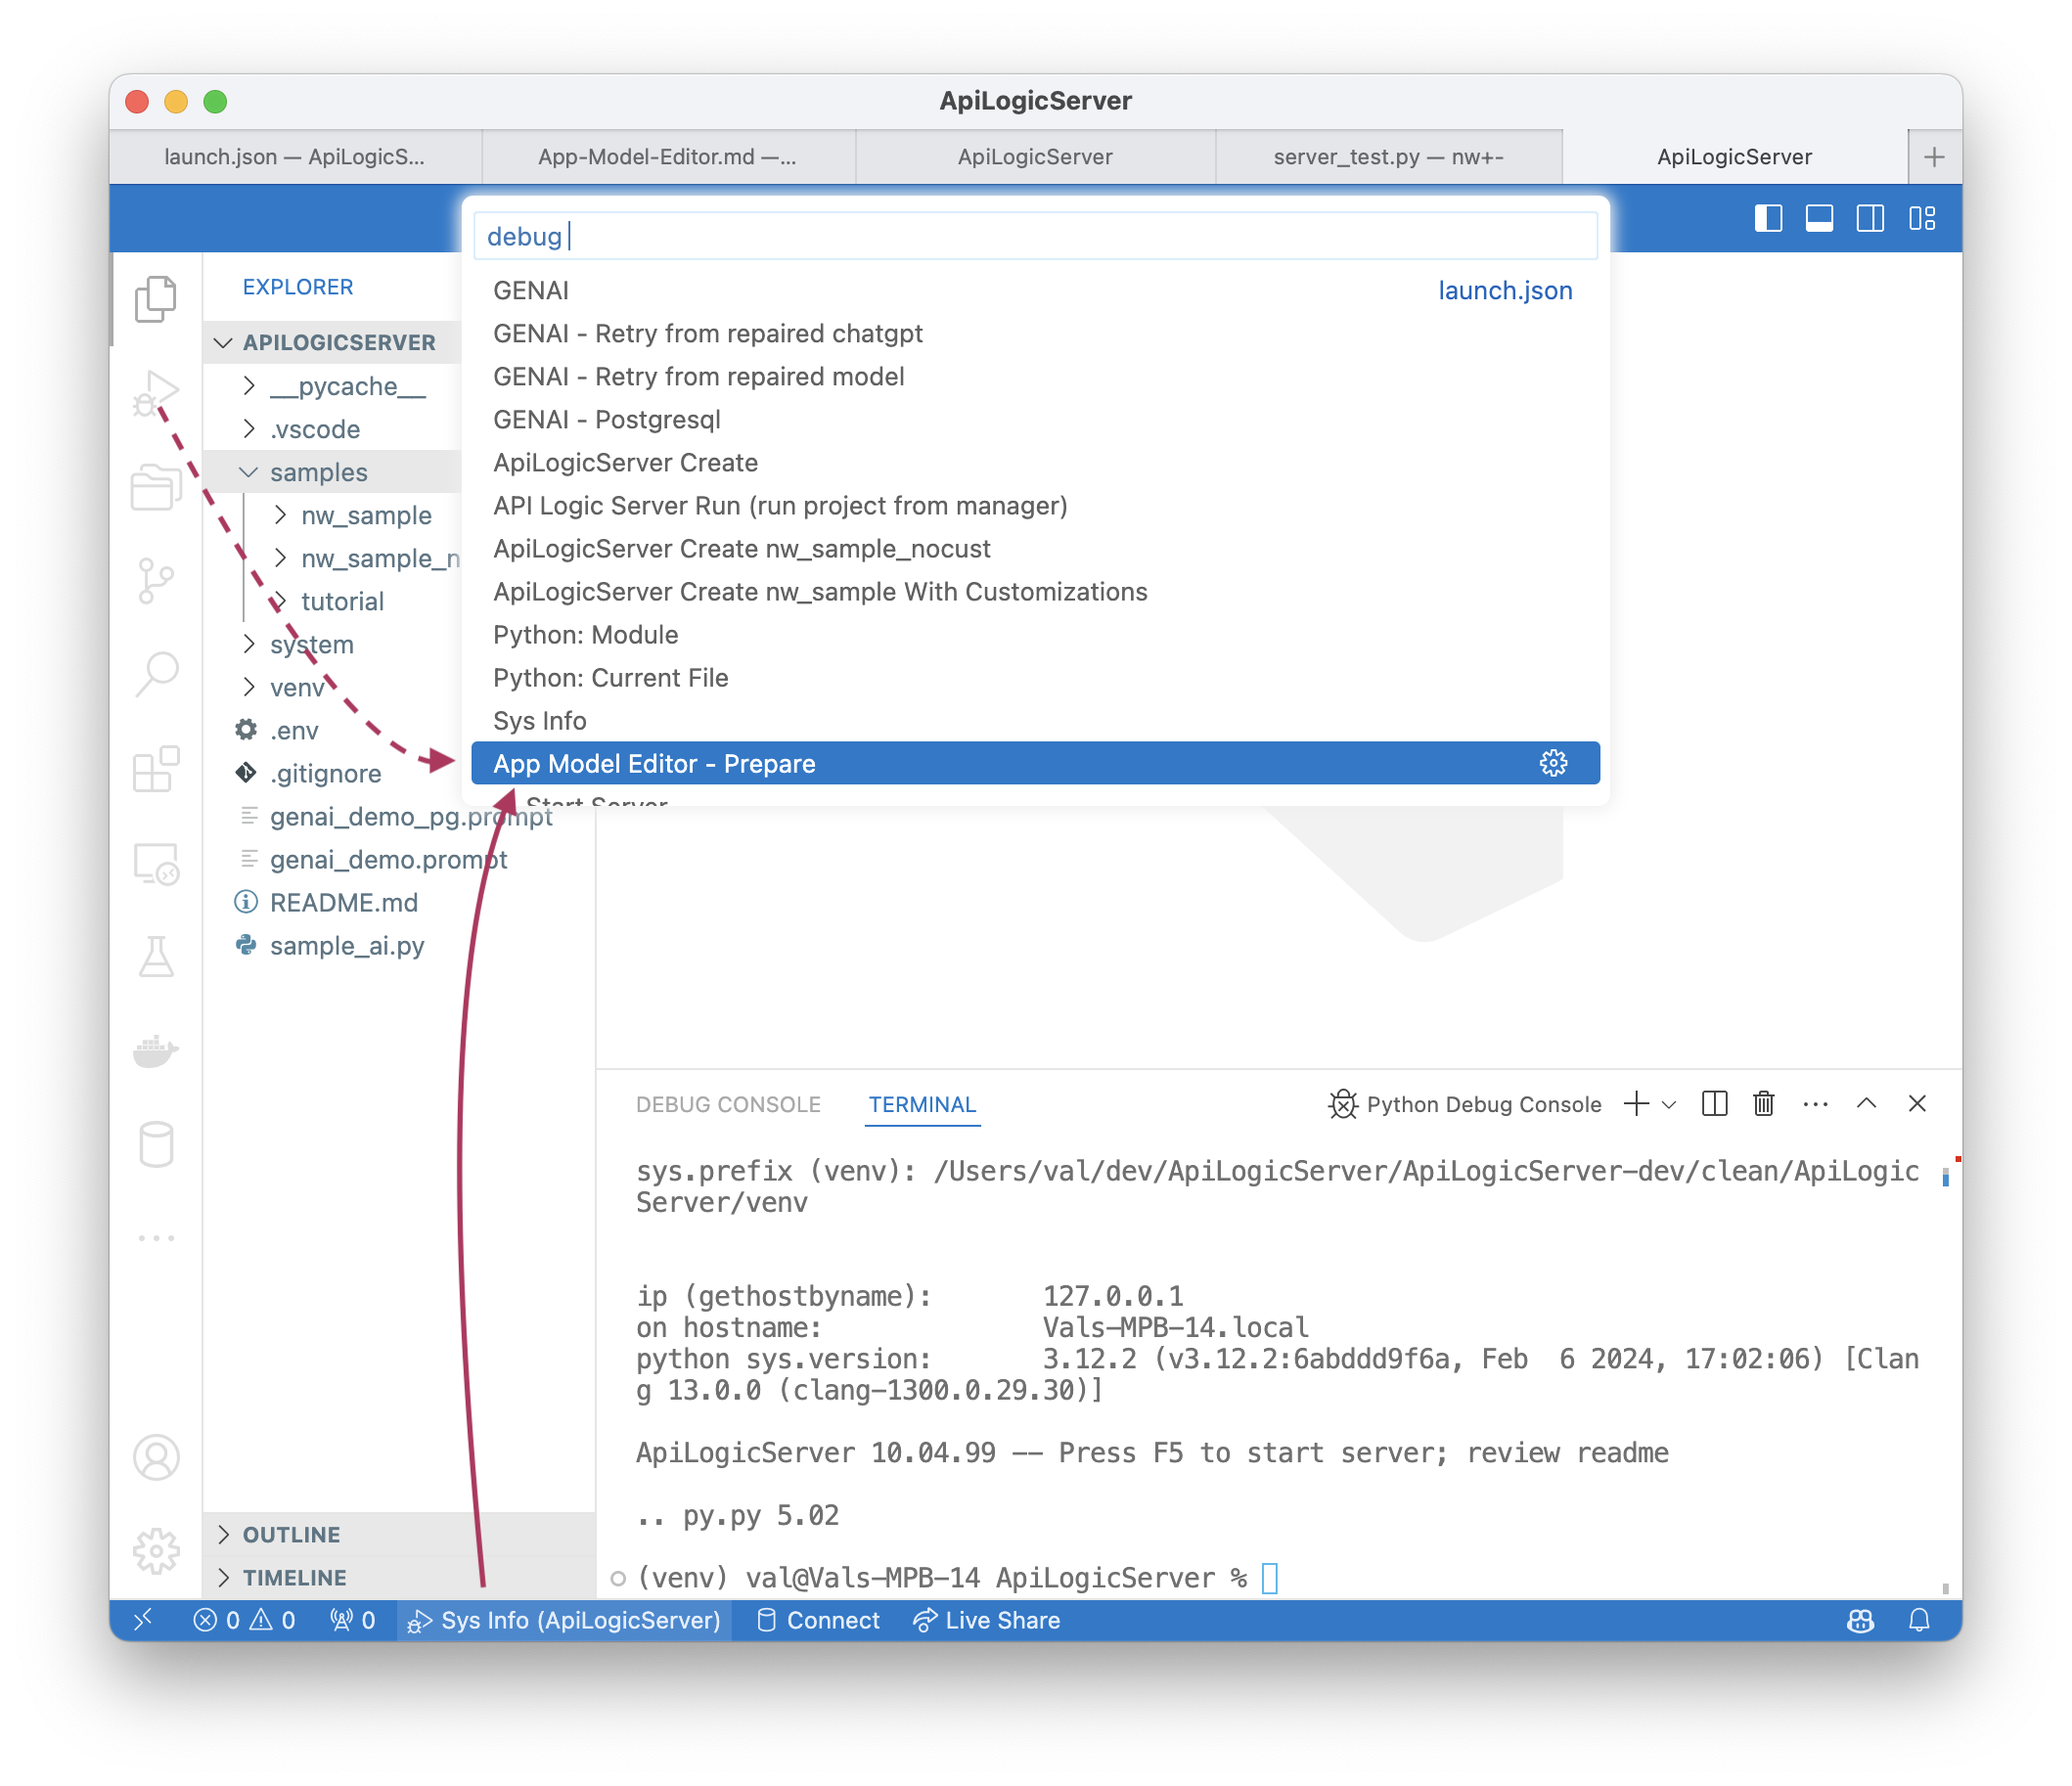 ApiLogicServer
launch.json — ApiLogicS...
App-Model-Editor.md —...
ApiLogicServer
server_test.py — nw+-
ApiLogicServer
debug
GENAI
launch.json
GENAI - Retry from repaired chatgpt
GENAI - Retry from repaired model
GENAI - Postgresql
ApiLogicServer Create
API Logic Server Run (run project from manager)
ApiLogicServer Create nw_sample_nocust
ApiLogicServer Create nw_sample With Customizations
Python: Module
Python: Current File
Sys Info
App Model Editor - Prepare
Start Server
EXPLORER
APILOGICSERVER
__pycache__
.vscode
samples
nw_sample
nw_sample_n
tutorial
system
venv
.env
.gitignore
genai_demo_pg.prompt
genai_demo.prompt
README.md
sample_ai.py
OUTLINE
TIMELINE
DEBUG CONSOLE
TERMINAL
Python Debug Console
sys.prefix (venv): /Users/val/dev/ApiLogicServer/ApiLogicServer-dev/clean/ApiLogic
Server/venv
ip (gethostbyname): 127.0.0.1
on hostname: Vals-MPB-14.local
python sys.version: 3.12.2 (v3.12.2:6abddd9f6a, Feb  6 2024, 17:02:06) [Clan
g 13.0.0 (clang-1300.0.29.30)]
ApiLogicServer 10.04.99 -- Press F5 to start server; review readme
.. py.py 5.02
(venv) val@Vals-MPB-14 ApiLogicServer %
0 0 0 Sys Info (ApiLogicServer) Connect Live Share